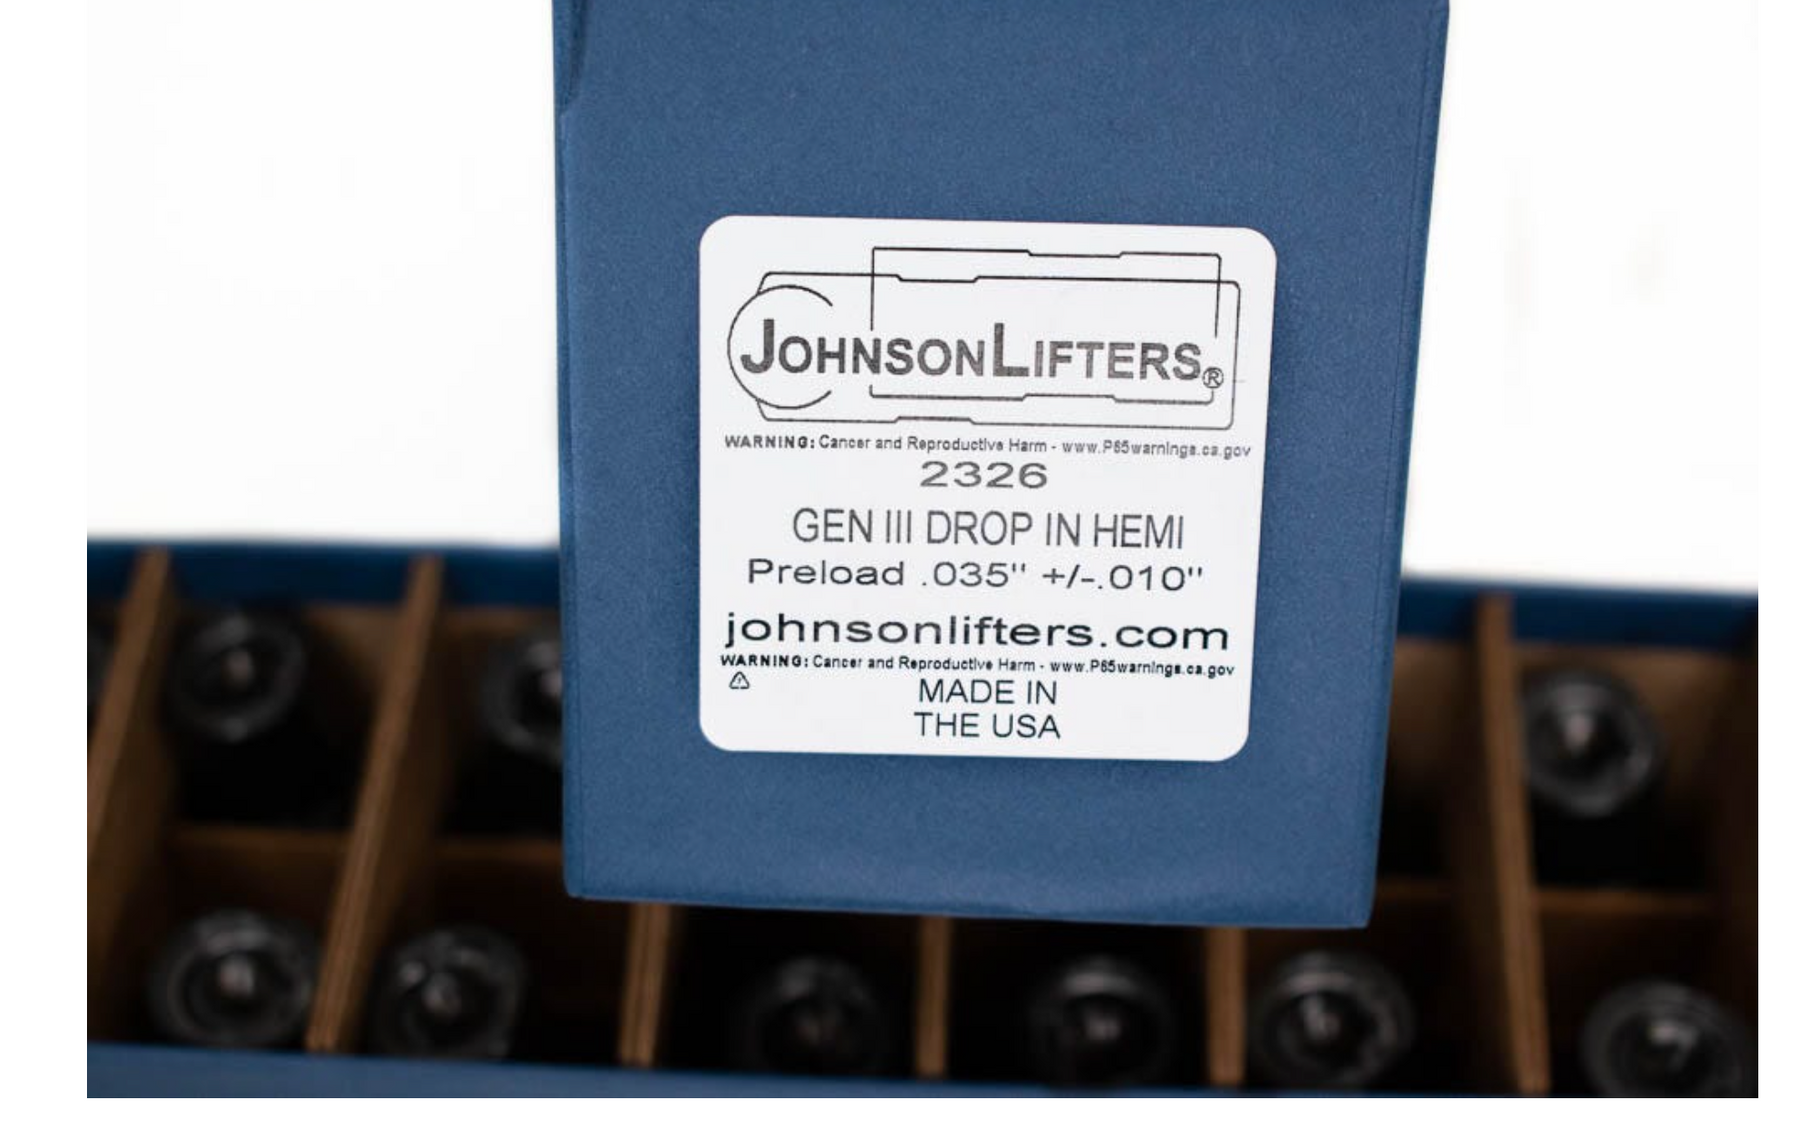 JOHNSONLIFTERS®
WARNING: Cancer and Reproductive Harm - www.P65warnings.ca.gov
2326
GEN III DROP IN HEMI
Preload .035" +/-.010"
johnsonlifters.com
WARNING: Cancer and Reproductive Harm - www.P65warnings.ca.gov
MADE IN
THE USA